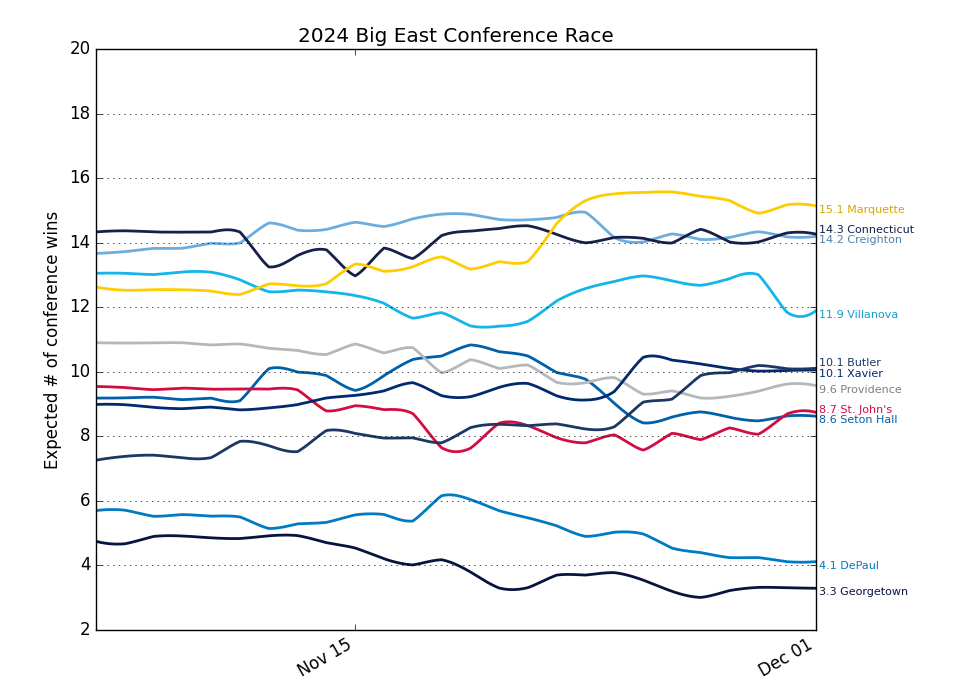 2024 Big East Conference Race
Expected # of conference wins
20
18
16
14
12
10
8
6
4
2
15.1 Marquette
14.3 Connecticut
14.2 Creighton
11.9 Villanova
10.1 Butler
10.1 Xavier
9.6 Providence
8.7 St. John's
8.6 Seton Hall
4.1 DePaul
3.3 Georgetown
Nov 15
Dec 01